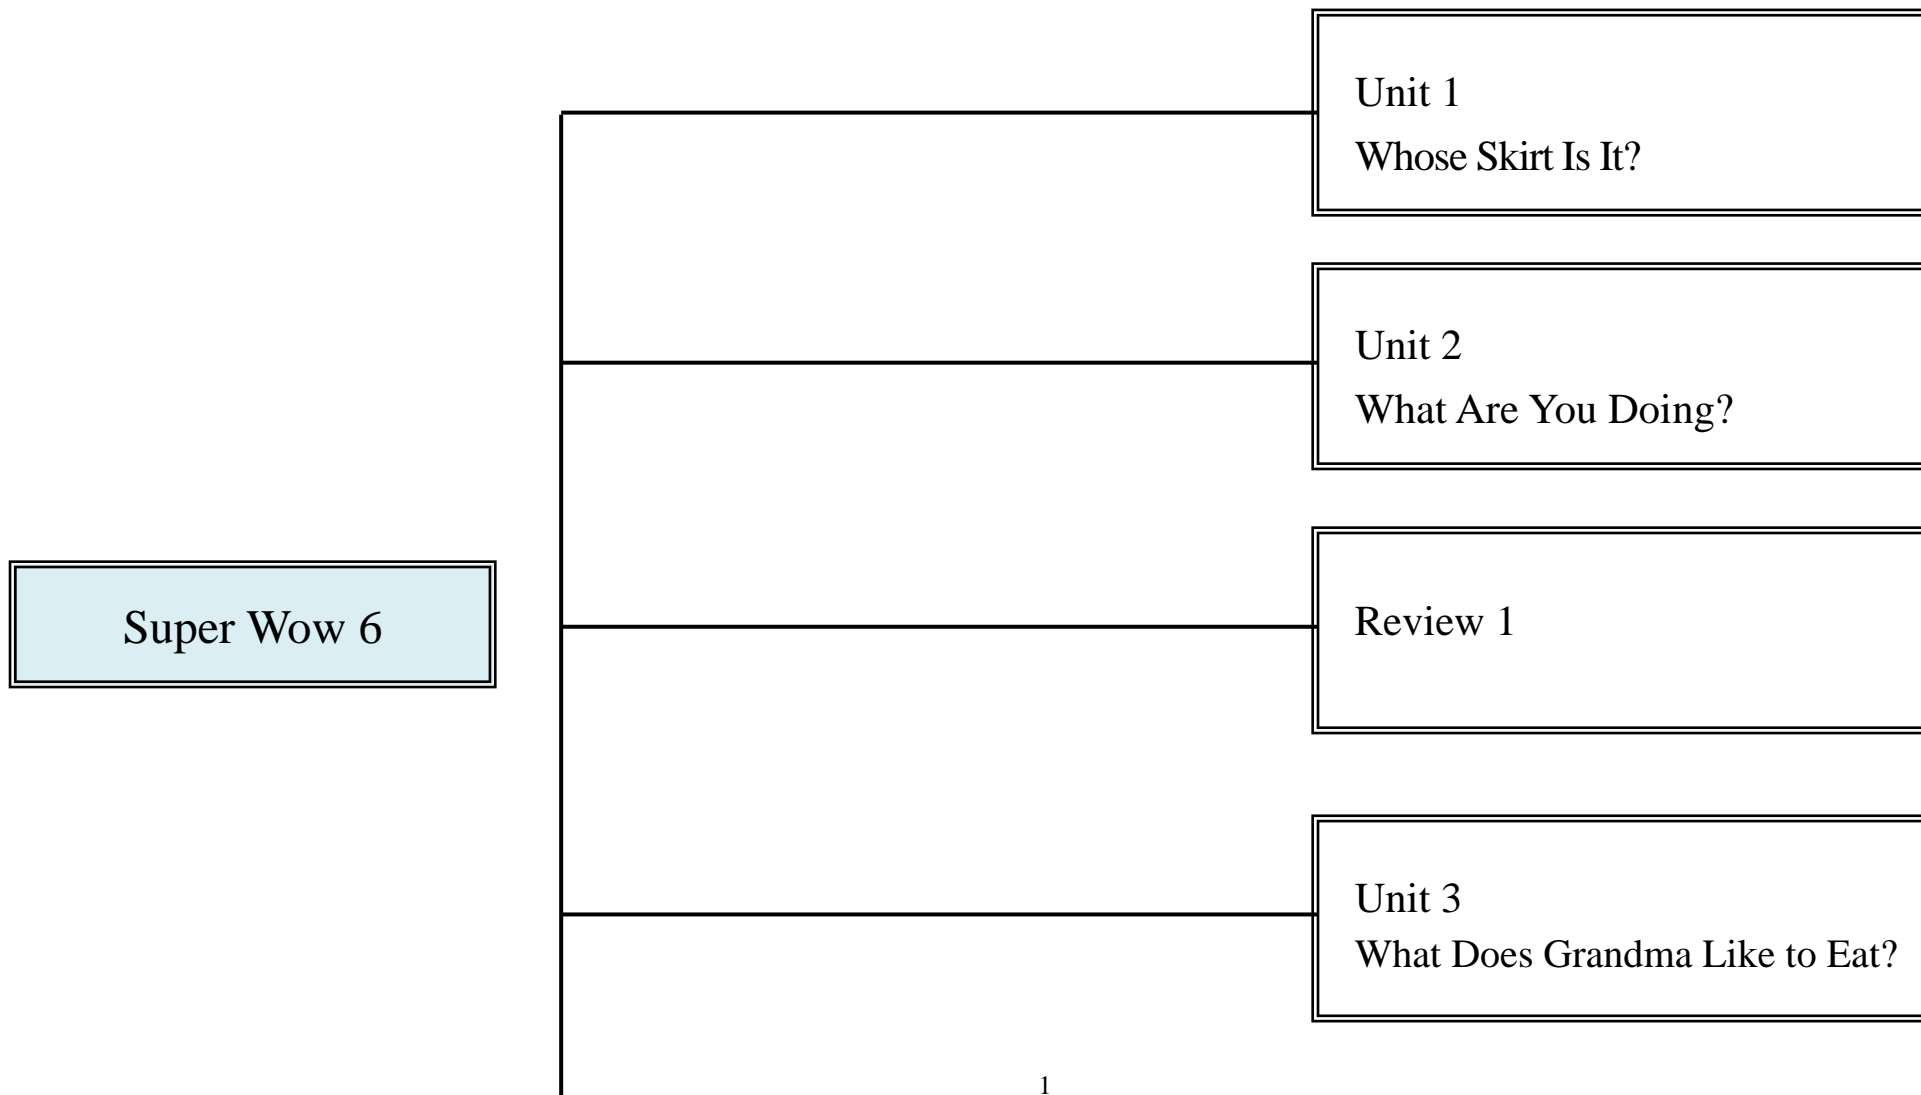 Unit 1
Whose Skirt Is It?
Unit 2
What Are You Doing?
Super Wow 6
Review 1
Unit 3
What Does Grandma Like to Eat?
1